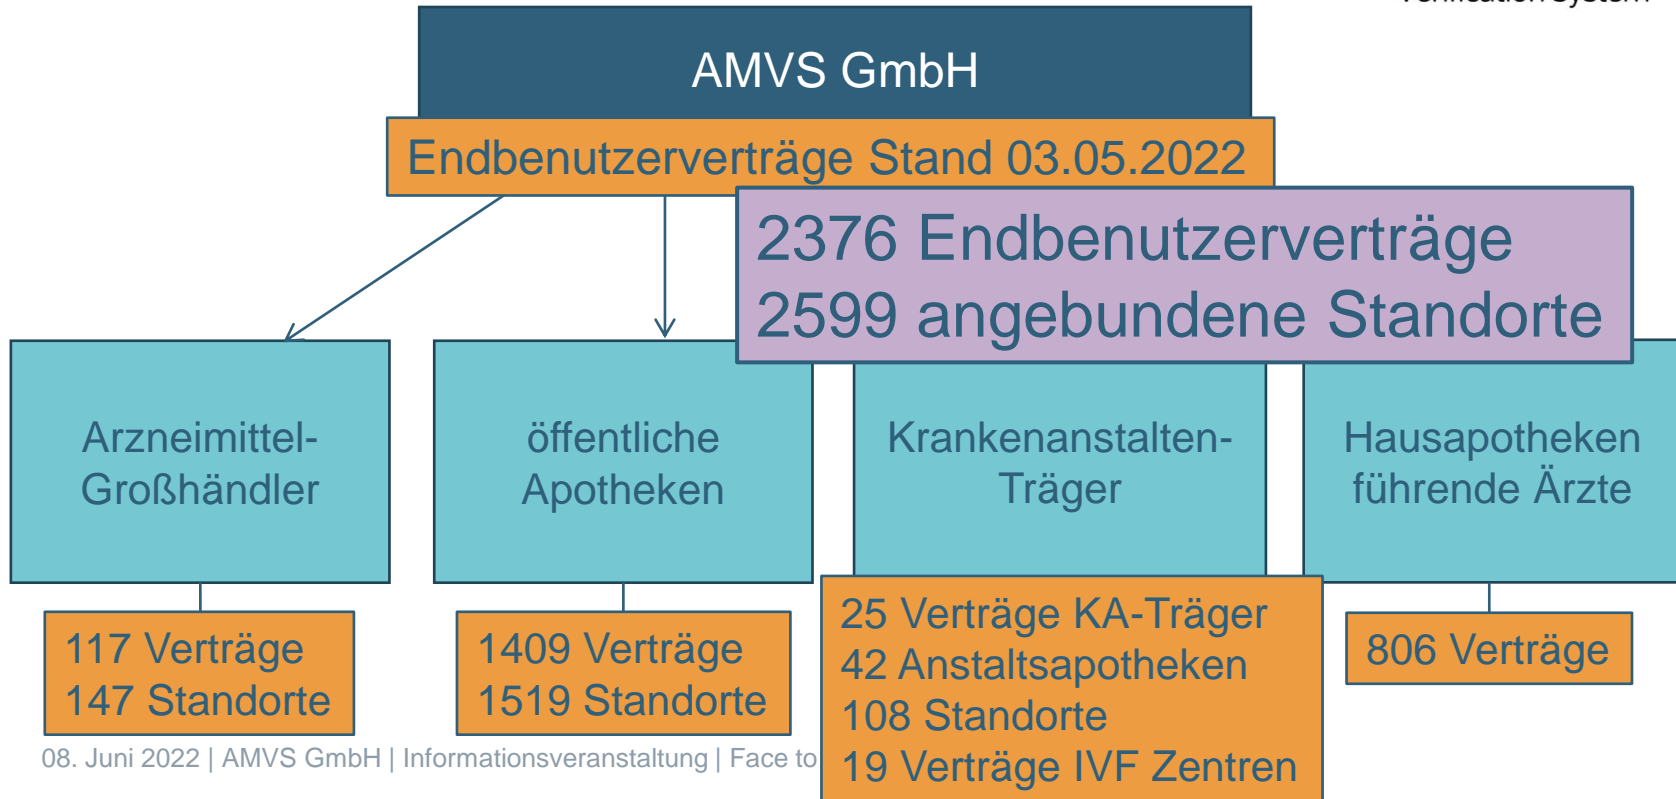 Verification System
AMVS GmbH
Endbenutzerverträge Stand 03.05.2022
2376 Endbenutzerverträge
2599 angebundene Standorte
Arzneimittel-
Großhändler
öffentliche
Apotheken
Krankenanstalten-
Träger
Hausapotheken
führende Ärzte
117 Verträge
147 Standorte
1409 Verträge
1519 Standorte
25 Verträge KA-Träger
42 Anstaltsapotheken
108 Standorte
19 Verträge IVF Zentren
806 Verträge
08. Juni 2022 | AMVS GmbH | Informationsveranstaltung | Face to